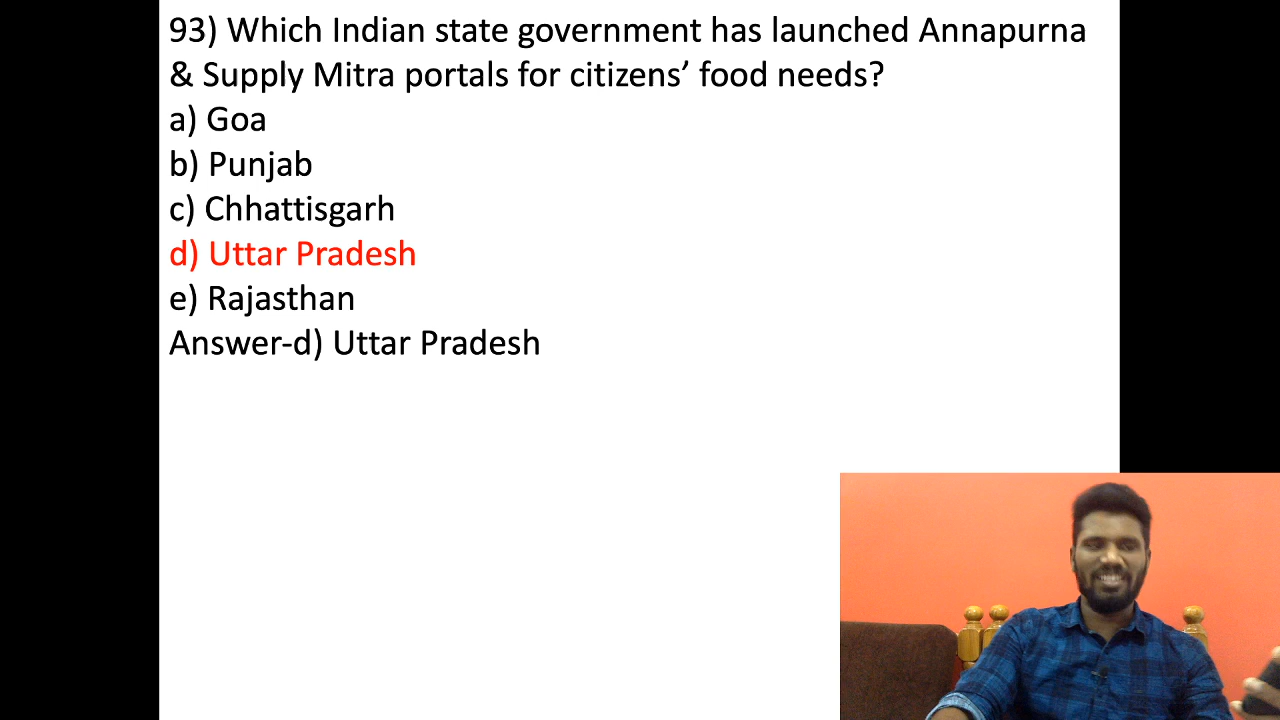 93) Which Indian state government has launched Annapurna
& Supply Mitra portals for citizens’ food needs?
a) Goa
b) Punjab
c) Chhattisgarh
d) Uttar Pradesh
e) Rajasthan
Answer-d) Uttar Pradesh